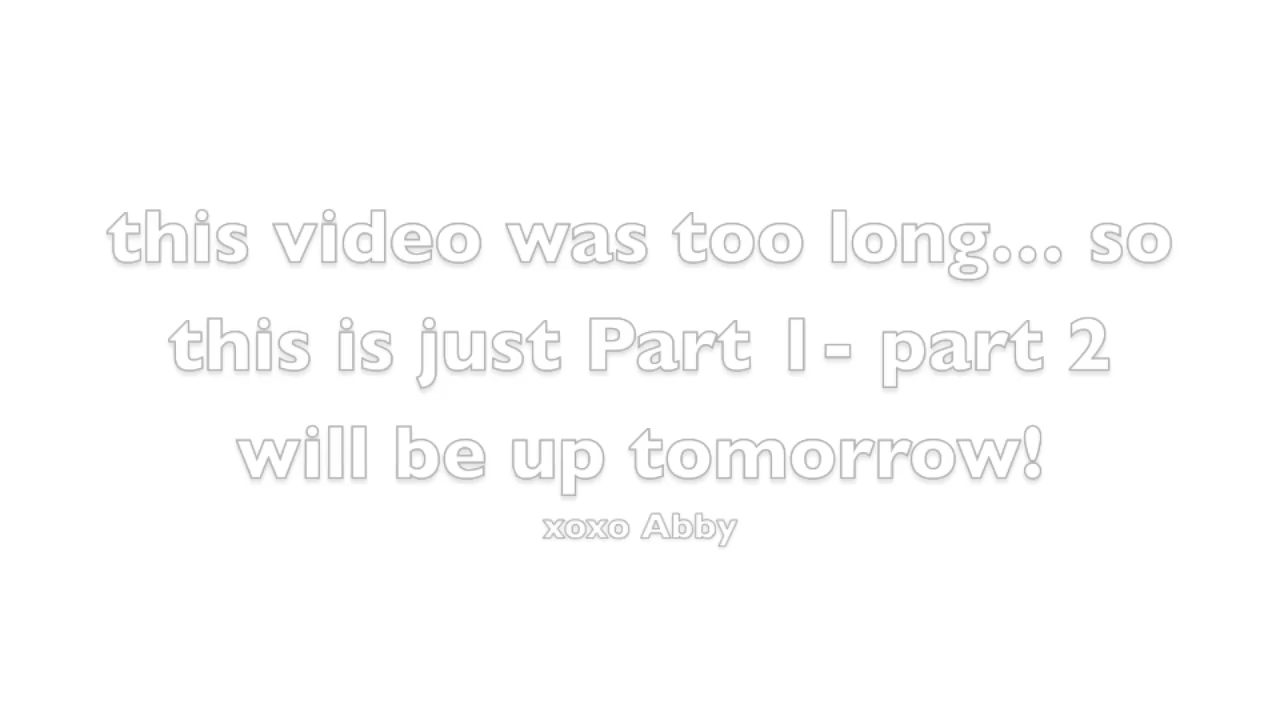 this video was too long... so
this is just Part 1- part 2
will be up tomorrow!
xoxo Abby